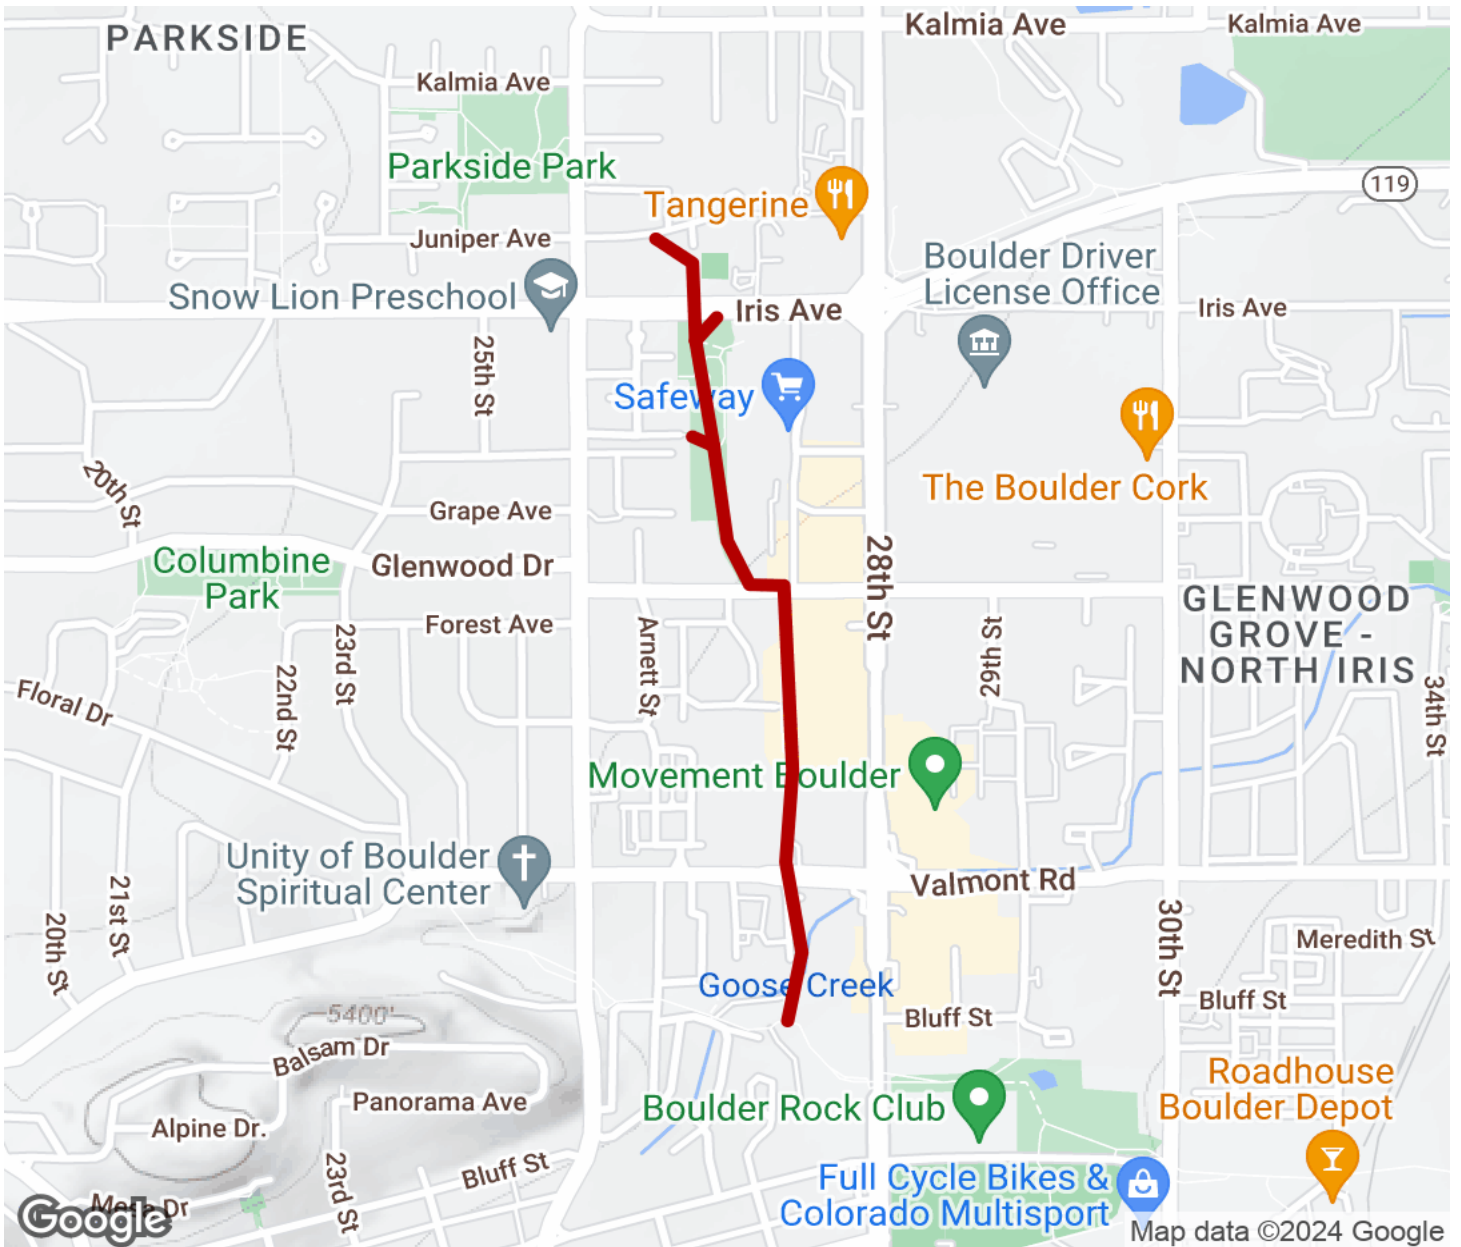 PARKSIDE
Kalmia Ave
Kalmia Ave
Kalmia Ave
Parkside Park
119
Tangerine
Juniper Ave
Boulder Driver
License Office
Snow Lion Preschool
Iris Ave
Iris Ave
25th St
Safeway
20th St
The Boulder Cork
Grape Ave
Columbine
Park
Glenwood Dr
28th St
GLENWOOD
GROVE -
NORTH IRIS
Forest Ave
23rd St
Arnett St
29th St
22nd St
Floral Dr
34th St
Movement Boulder
Unity of Boulder
Spiritual Center
Valmont Rd
21st St
20th St
30th St
Meredith St
Goose Creek
Bluff St
Bluff St
5400'
Balsam Dr
Panorama Ave
Roadhouse
Boulder Depot
Boulder Rock Club
Alpine Dr.
23rd St
Bluff St
Full Cycle Bikes &
Colorado Multisport
Mesa Dr
Google
Map data ©2024 Google